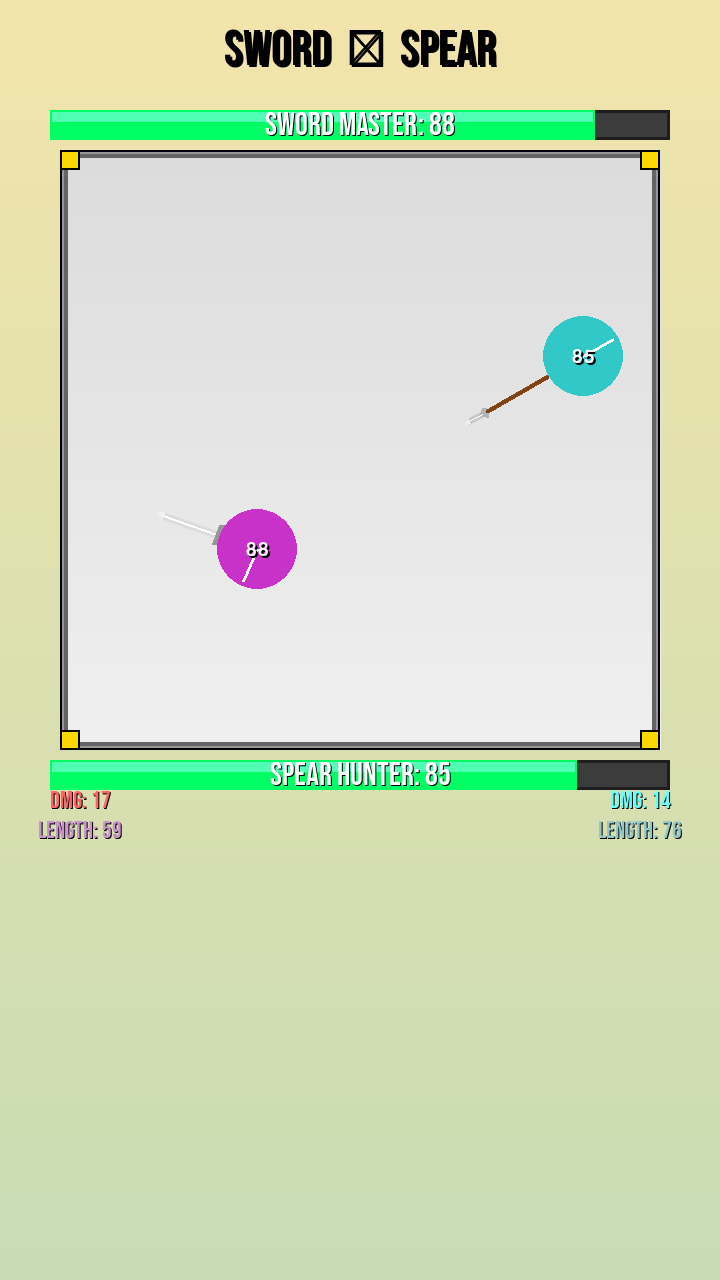 SWORD SPEAR
SWORD MASTER: 88
85
88
SPEAR HUNTER: 85
DMG: 17 DMG: 14
LENGTH: 59 LENGTH: 76